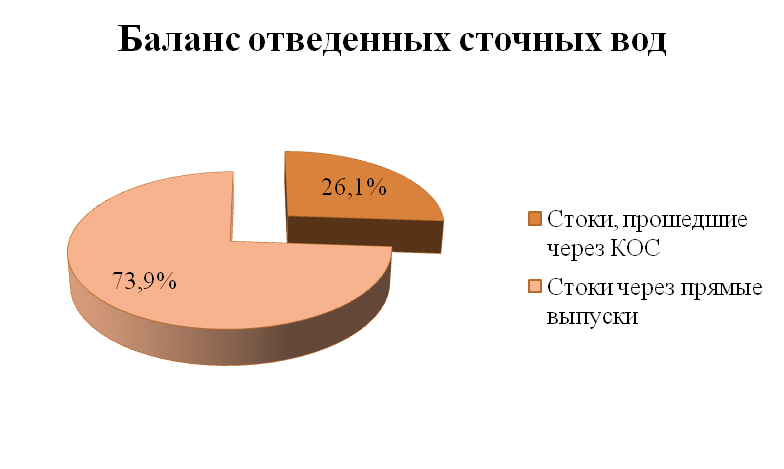 Баланс отведенных сточных вод
26,1%
73,9%
Стоки, прошедшие
через КОС
Стоки через прямые
выпуски